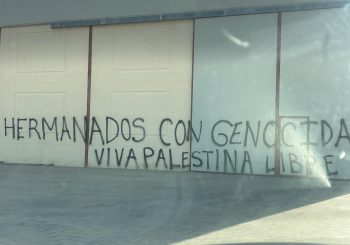 HERMANADOS CON GENOCIDA
VIVA PALESTINA LIBRE